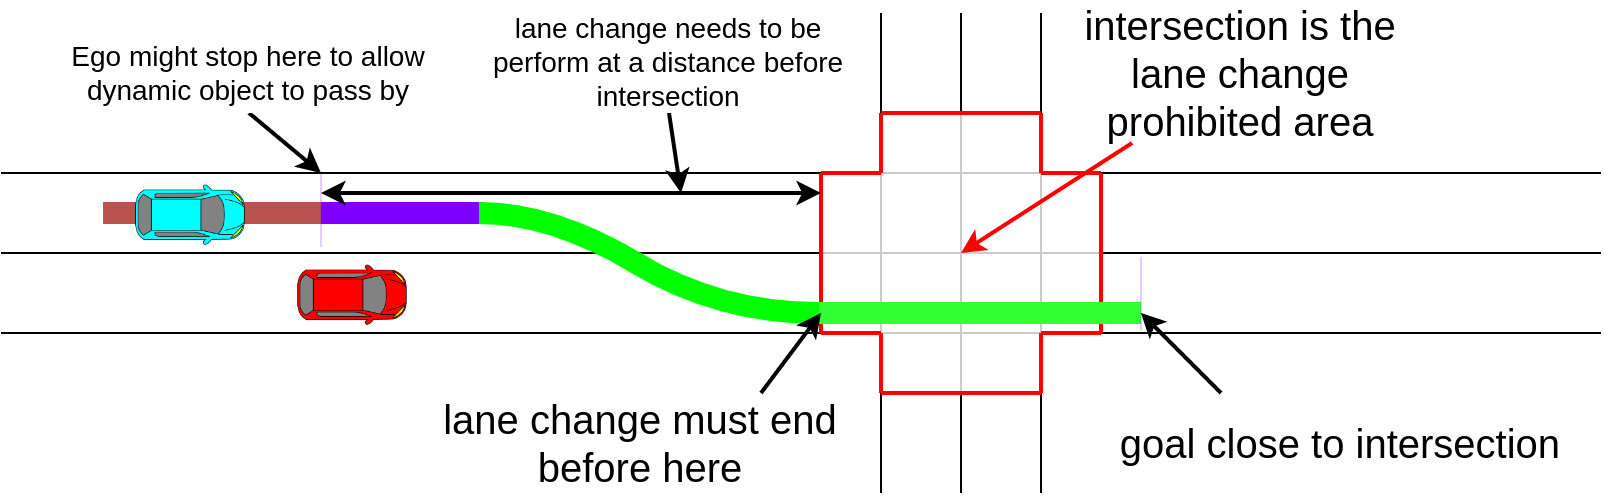 Ego might stop here to allow
dynamic object to pass by
lane change needs to be
perform at a distance before
intersection
intersection is the
lane change
prohibited area
lane change must end
before here
goal close to intersection